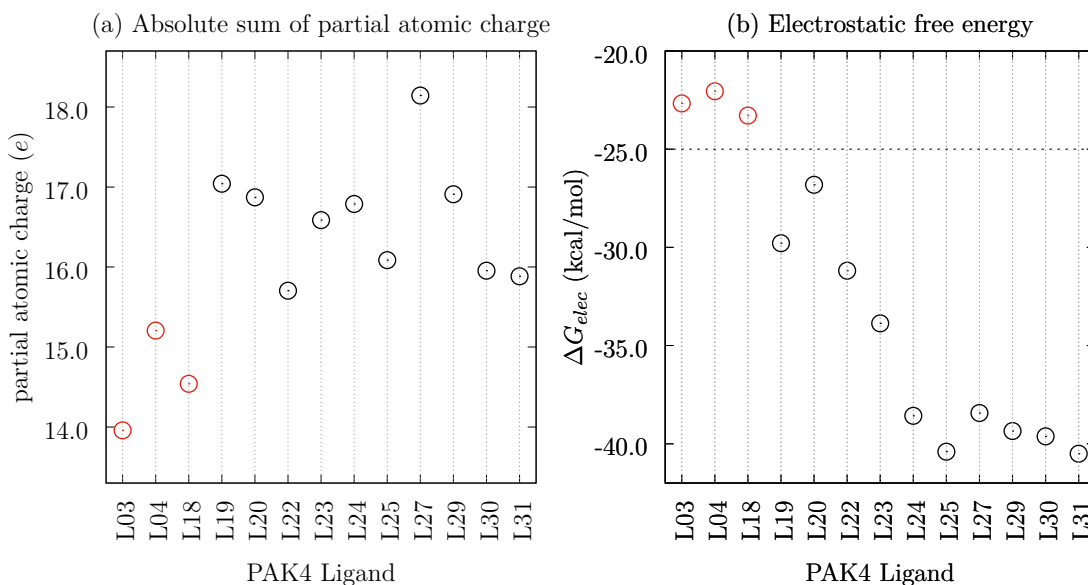 (a) Absolute sum of partial atomic charge
partial atomic charge (e)
18.0
17.0
16.0
15.0
14.0
L03
L04
L18
L19
L20
L22
L23
L24
L25
L27
L29
L30
L31
PAK4 Ligand
(b) Electrostatic free energy
ΔG_elec (kcal/mol)
-20.0
-25.0
-30.0
-35.0
-40.0
L03
L04
L18
L19
L20
L22
L23
L24
L25
L27
L29
L30
L31
PAK4 Ligand